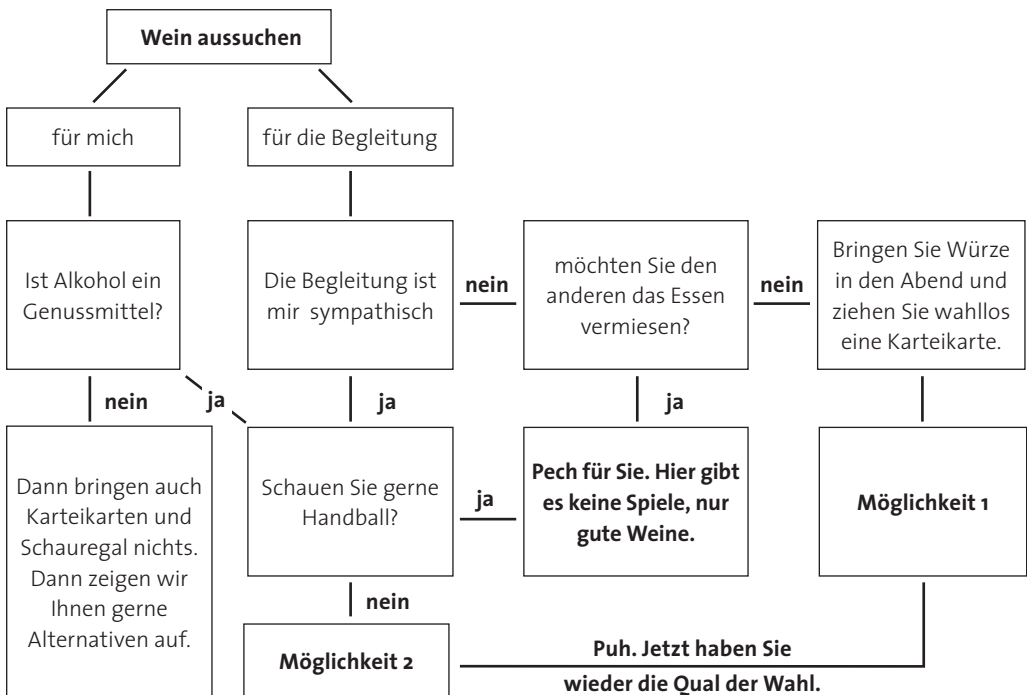 Wein aussuchen
für mich
für die Begleitung
Ist Alkohol ein
Genussmittel?
Die Begleitung ist
mir sympathisch
nein
möchten Sie den
anderen das Essen
vermiesen?
nein
Bringen Sie Würze
in den Abend und
ziehen Sie wahllos
eine Karteikarte.
nein
ja
ja
ja
Dann bringen auch
Karteikarten und
Schauregal nichts.
Dann zeigen wir
Ihnen gerne
Alternativen auf.
Schauen Sie gerne
Handball?
ja
Pech für Sie. Hier gibt
es keine Spiele, nur
gute Weine.
Möglichkeit 1
nein
Möglichkeit 2
Puh. Jetzt haben Sie
wieder die Qual der Wahl.